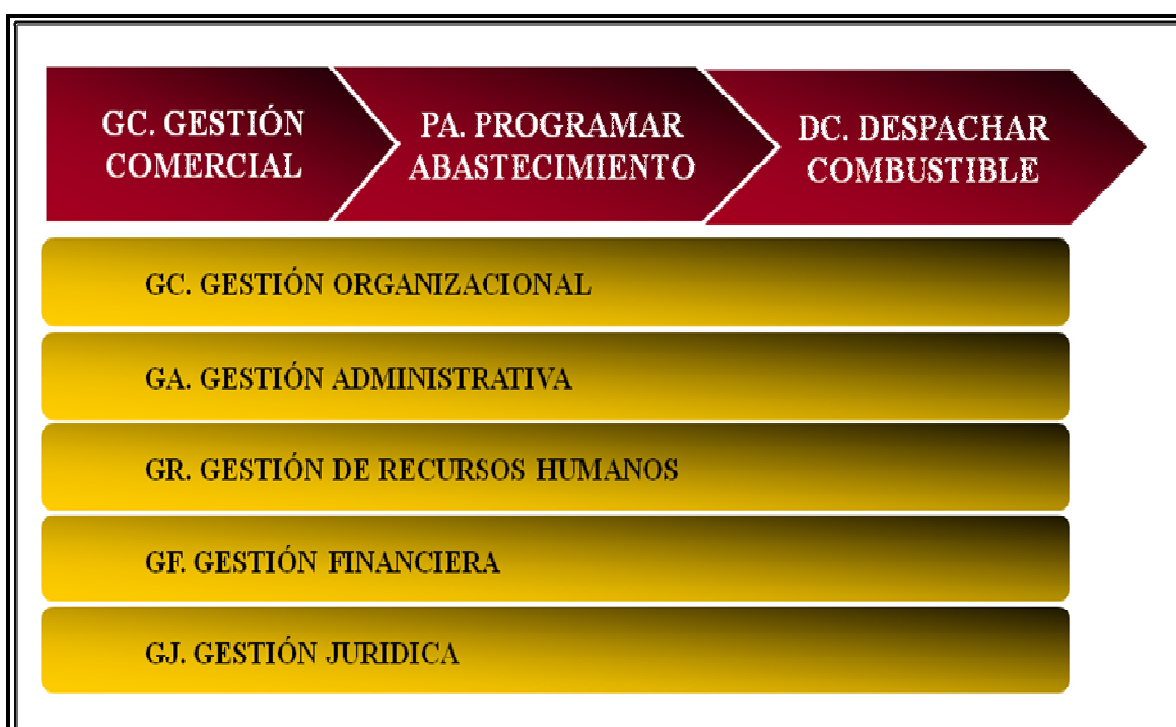 GC. GESTIÓN
COMERCIAL
PA. PROGRAMAR
ABASTECIMIENTO
DC. DESPACHAR
COMBUSTIBLE
GC. GESTIÓN ORGANIZACIONAL
GA. GESTIÓN ADMINISTRATIVA
GR. GESTIÓN DE RECURSOS HUMANOS
GF. GESTIÓN FINANCIERA
GJ. GESTIÓN JURIDICA